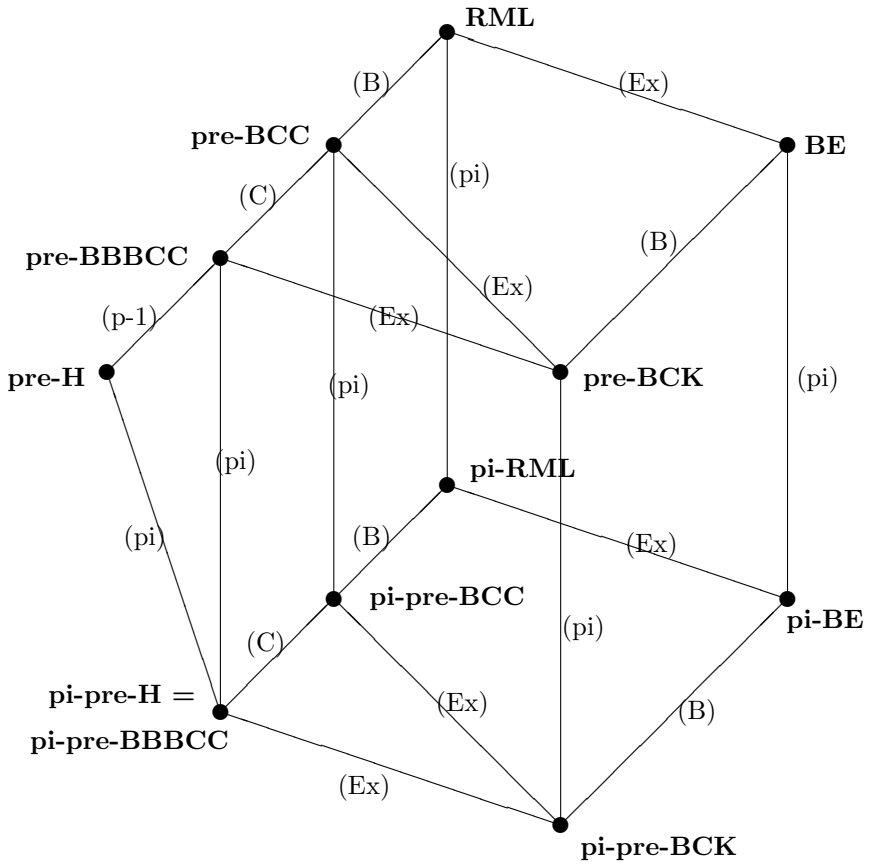 RML
(B)
(Ex)
pre-BCC
BE
(pi)
(C)
(B)
pre-BBBCC
(Ex)
(p-1)
(Ex)
pre-H
pre-BCK
(pi)
(pi)
(pi)
pi-RML
(pi)
(B)
(Ex)
pi-pre-BCC
pi-BE
(pi)
(C)
pi-pre-H =
(Ex)
(B)
pi-pre-BBBCC
(Ex)
pi-pre-BCK